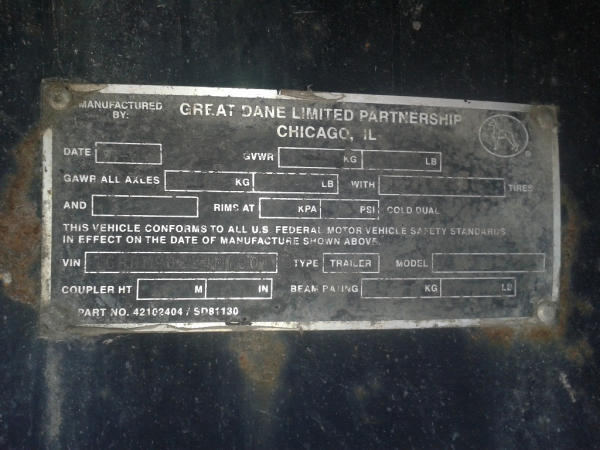 MANUFACTURED BY: GREAT DANE LIMITED PARTNERSHIP
CHICAGO, IL
DATE GVWR KG LB
GAWR ALL AXLES KG LB WITH TIRES
AND RIMS AT KPA PSI COLD DUAL
THIS VEHICLE CONFORMS TO ALL U.S. FEDERAL MOTOR VEHICLE SAFETY STANDARDS
IN EFFECT ON THE DATE OF MANUFACTURE SHOWN ABOVE.
VIN TYPE TRAILER MODEL
COUPLER HT M IN BEAM RATING KG LB
PART NO. 42102404 / SD81130